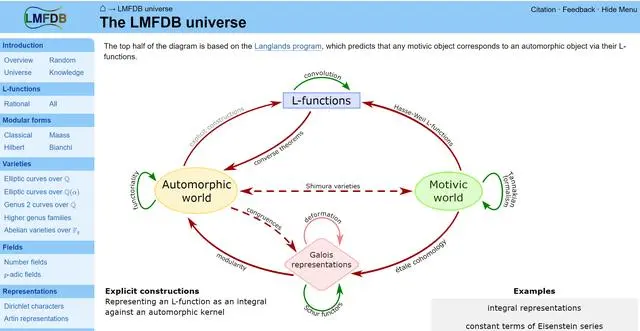 LMFDB
⌂ → LMFDB universe
The LMFDB universe
Citation · Feedback · Hide Menu
Introduction
Overview Random
Universe Knowledge
L-functions
Rational All
Modular forms
Classical Maass
Hilbert Bianchi
Varieties
Elliptic curves over ℚ
Elliptic curves over ℚ(α)
Genus 2 curves over ℚ
Higher genus families
Abelian varieties over 𝔽q
Fields
Number fields
p-adic fields
Representations
Dirichlet characters
Artin representations
The top half of the diagram is based on the Langlands program, which predicts that any motivic object corresponds to an automorphic object via their L-
functions.
convolution
L-functions
explicit constructions
converse theorems
Hasse-Weil L-functions
functoriality
Automorphic
world
Shimura varieties
Motivic
world
Tannakian
formalism
congruences
deformation
Galois
representations
modularity
étale cohomology
Schur functors
Explicit constructions
Representing an L-function as an integral
against an automorphic kernel
Examples
integral representations
constant terms of Eisenstein series